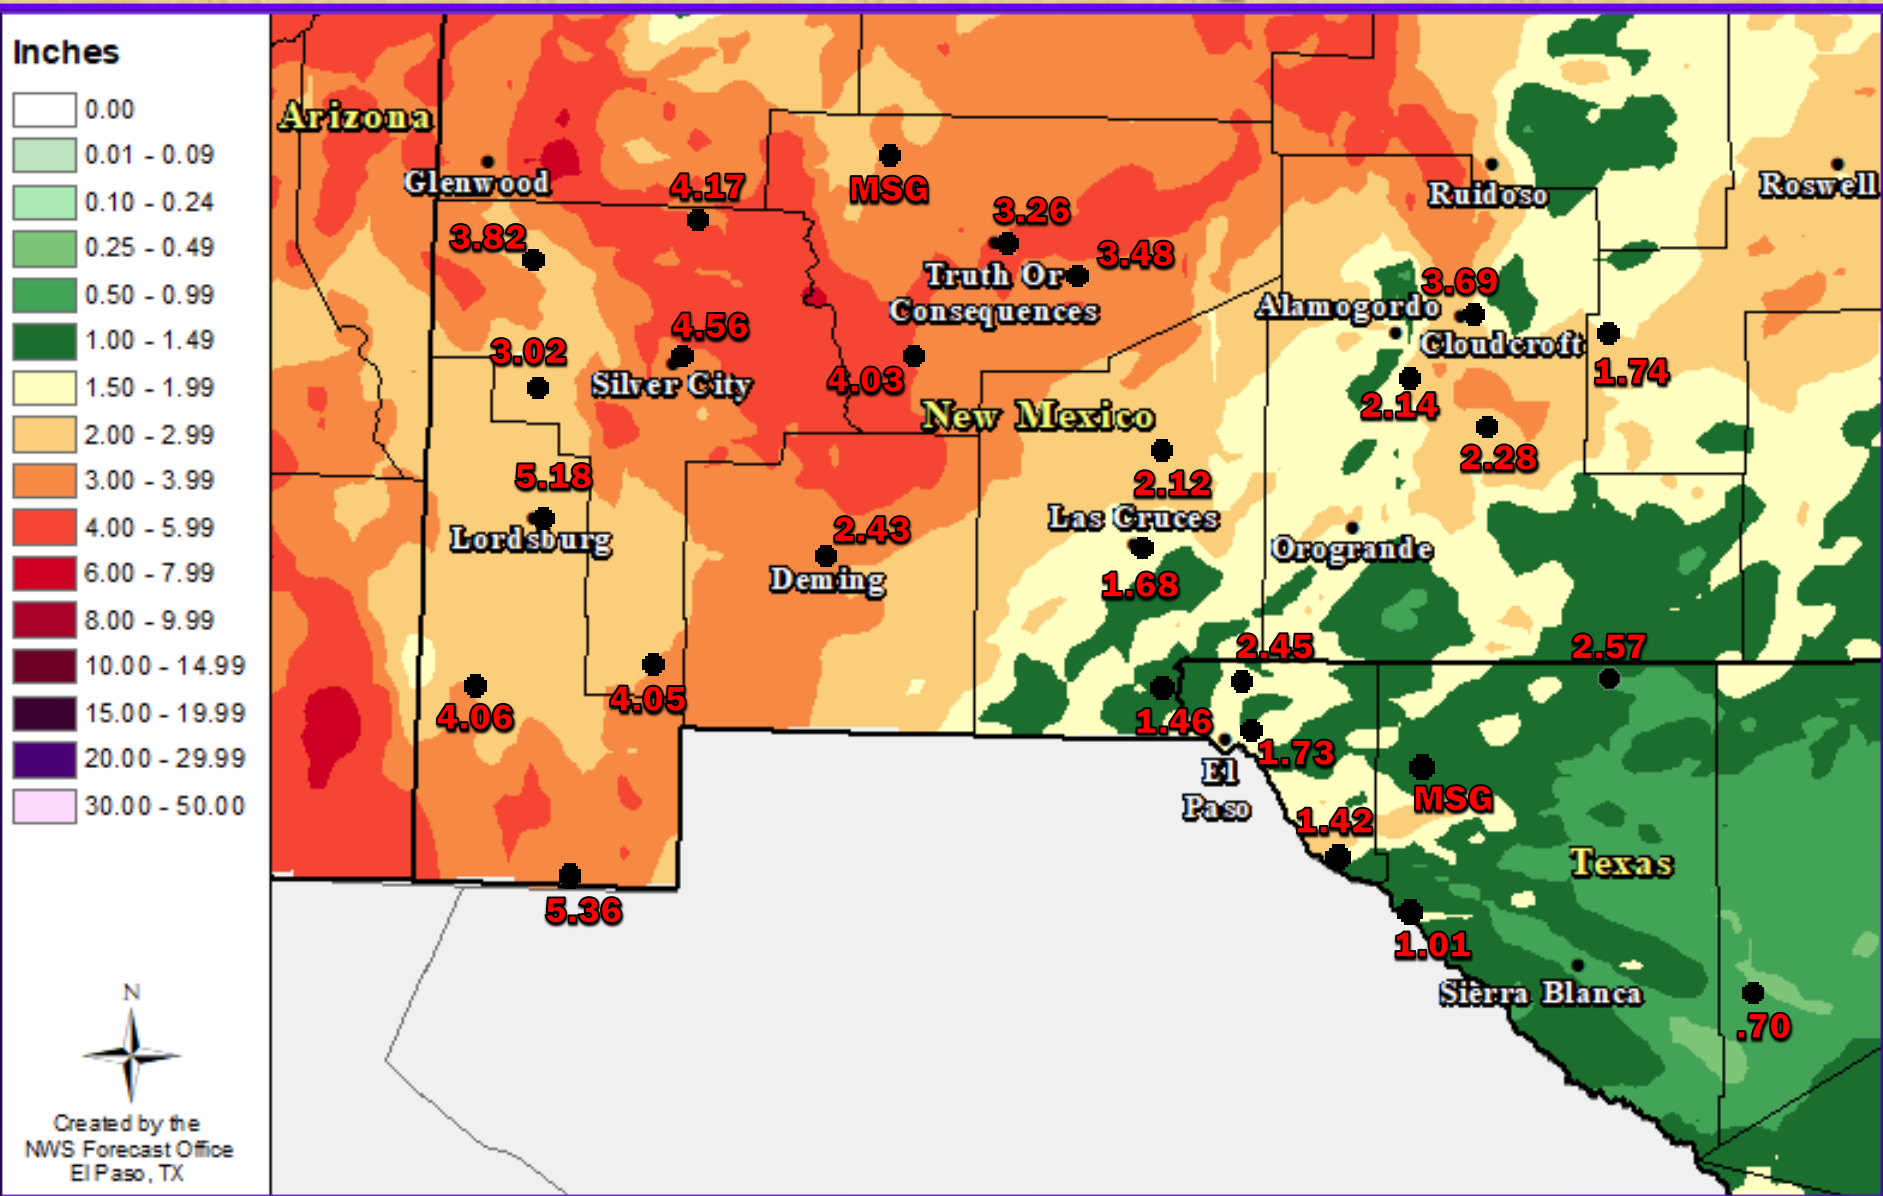 Inches
0.00
0.01 - 0.09
0.10 - 0.24
0.25 - 0.49
0.50 - 0.99
1.00 - 1.49
1.50 - 1.99
2.00 - 2.99
3.00 - 3.99
4.00 - 5.99
6.00 - 7.99
8.00 - 9.99
10.00 - 14.99
15.00 - 19.99
20.00 - 29.99
30.00 - 50.00
N
Created by the
NWS Forecast Office
El Paso, TX
Arizona
Glenwood
4.17
MSG
Ruidoso
Roswell
3.82
3.26
3.48
Truth Or
Consequences
3.69
Alamogordo
Cloudcroft
4.56
3.02
Silver City
4.03
1.74
2.14
New Mexico
2.28
5.18
2.12
Lordsburg
2.43
Deming
Las Cruces
Orogrande
1.68
2.45
2.57
4.06
4.05
1.46
1.73
El
Paso
MSG
1.42
Texas
5.36
1.01
Sierra Blanca
.70